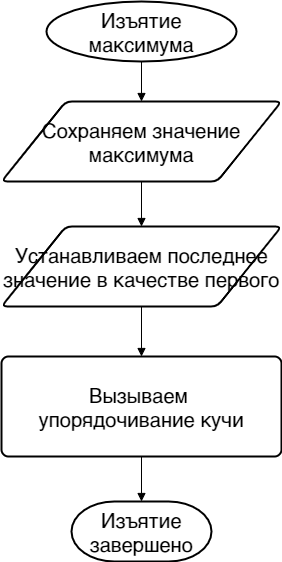 Изъятие
максимума
Сохраняем значение
максимума
Устанавливаем последнее
значение в качестве первого
Вызываем
упорядочивание кучи
Изъятие
завершено